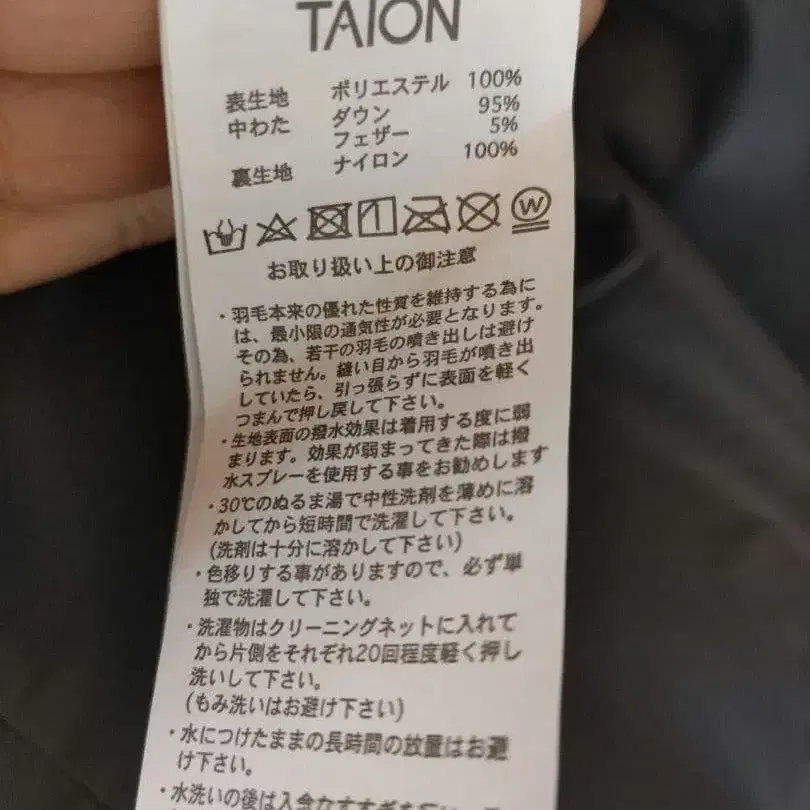 TAION
表生地 ポリエステル 100%
中わた ダウン 95%
フェザー 5%
裏生地 ナイロン 100%
W
お取り扱い上の御注意
・羽毛本来の優れた性質を維持する為に
は、最小限の通気性が必要となります。
その為、若干の羽毛の噴き出しは避け
られません。縫い目から羽毛が噴き出
していたら、引っ張らずに表面を軽く
つまんで押し戻して下さい。
・生地表面の撥水効果は着用する度に弱
まります。効果が弱まってきた際は撥
水スプレーを使用する事をお勧めします
・30℃のぬるま湯で中性洗剤を薄めに溶
かしてから短時間で洗濯して下さい。
(洗剤は十分に溶かして下さい)
・色移りする事がありますので、必ず単
独で洗濯して下さい。
・洗濯物はクリーニングネットに入れて
から片側をそれぞれ20回程度軽く押し
洗いして下さい。
(もみ洗いはお避け下さい)
・水につけたままの長時間の放量はお避
け下さい。
・水洗いの後は入念なすすぎを